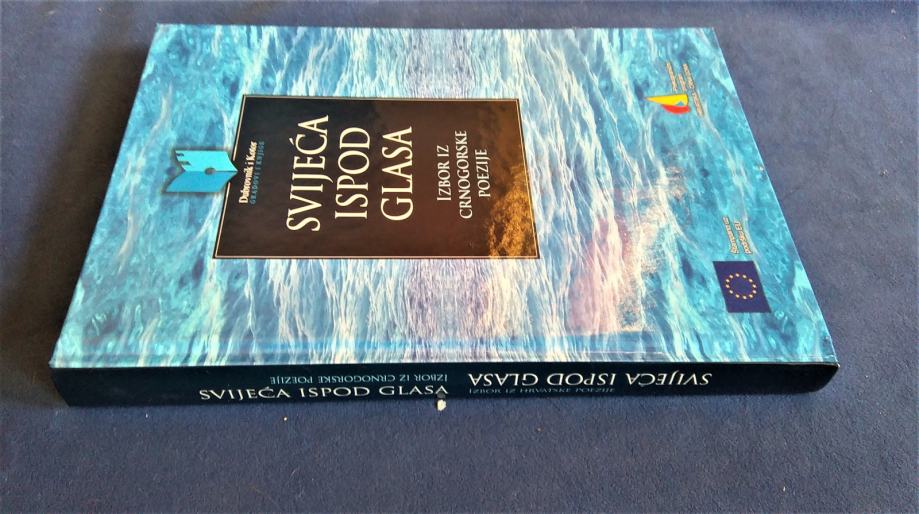 Dubrovnik i Kotor
GRADOVI I KNJIGE
SVIJEĆA
ISPOD
GLASA
IZBOR IZ
CRNOGORSKE
POEZIJE
SVIJEĆA ISPOD GLASA
IZBOR IZ CRNOGORSKE POEZIJE
SVIJEĆA ISPOD GLASA
IZBOR IZ HRVATSKE POEZIJE